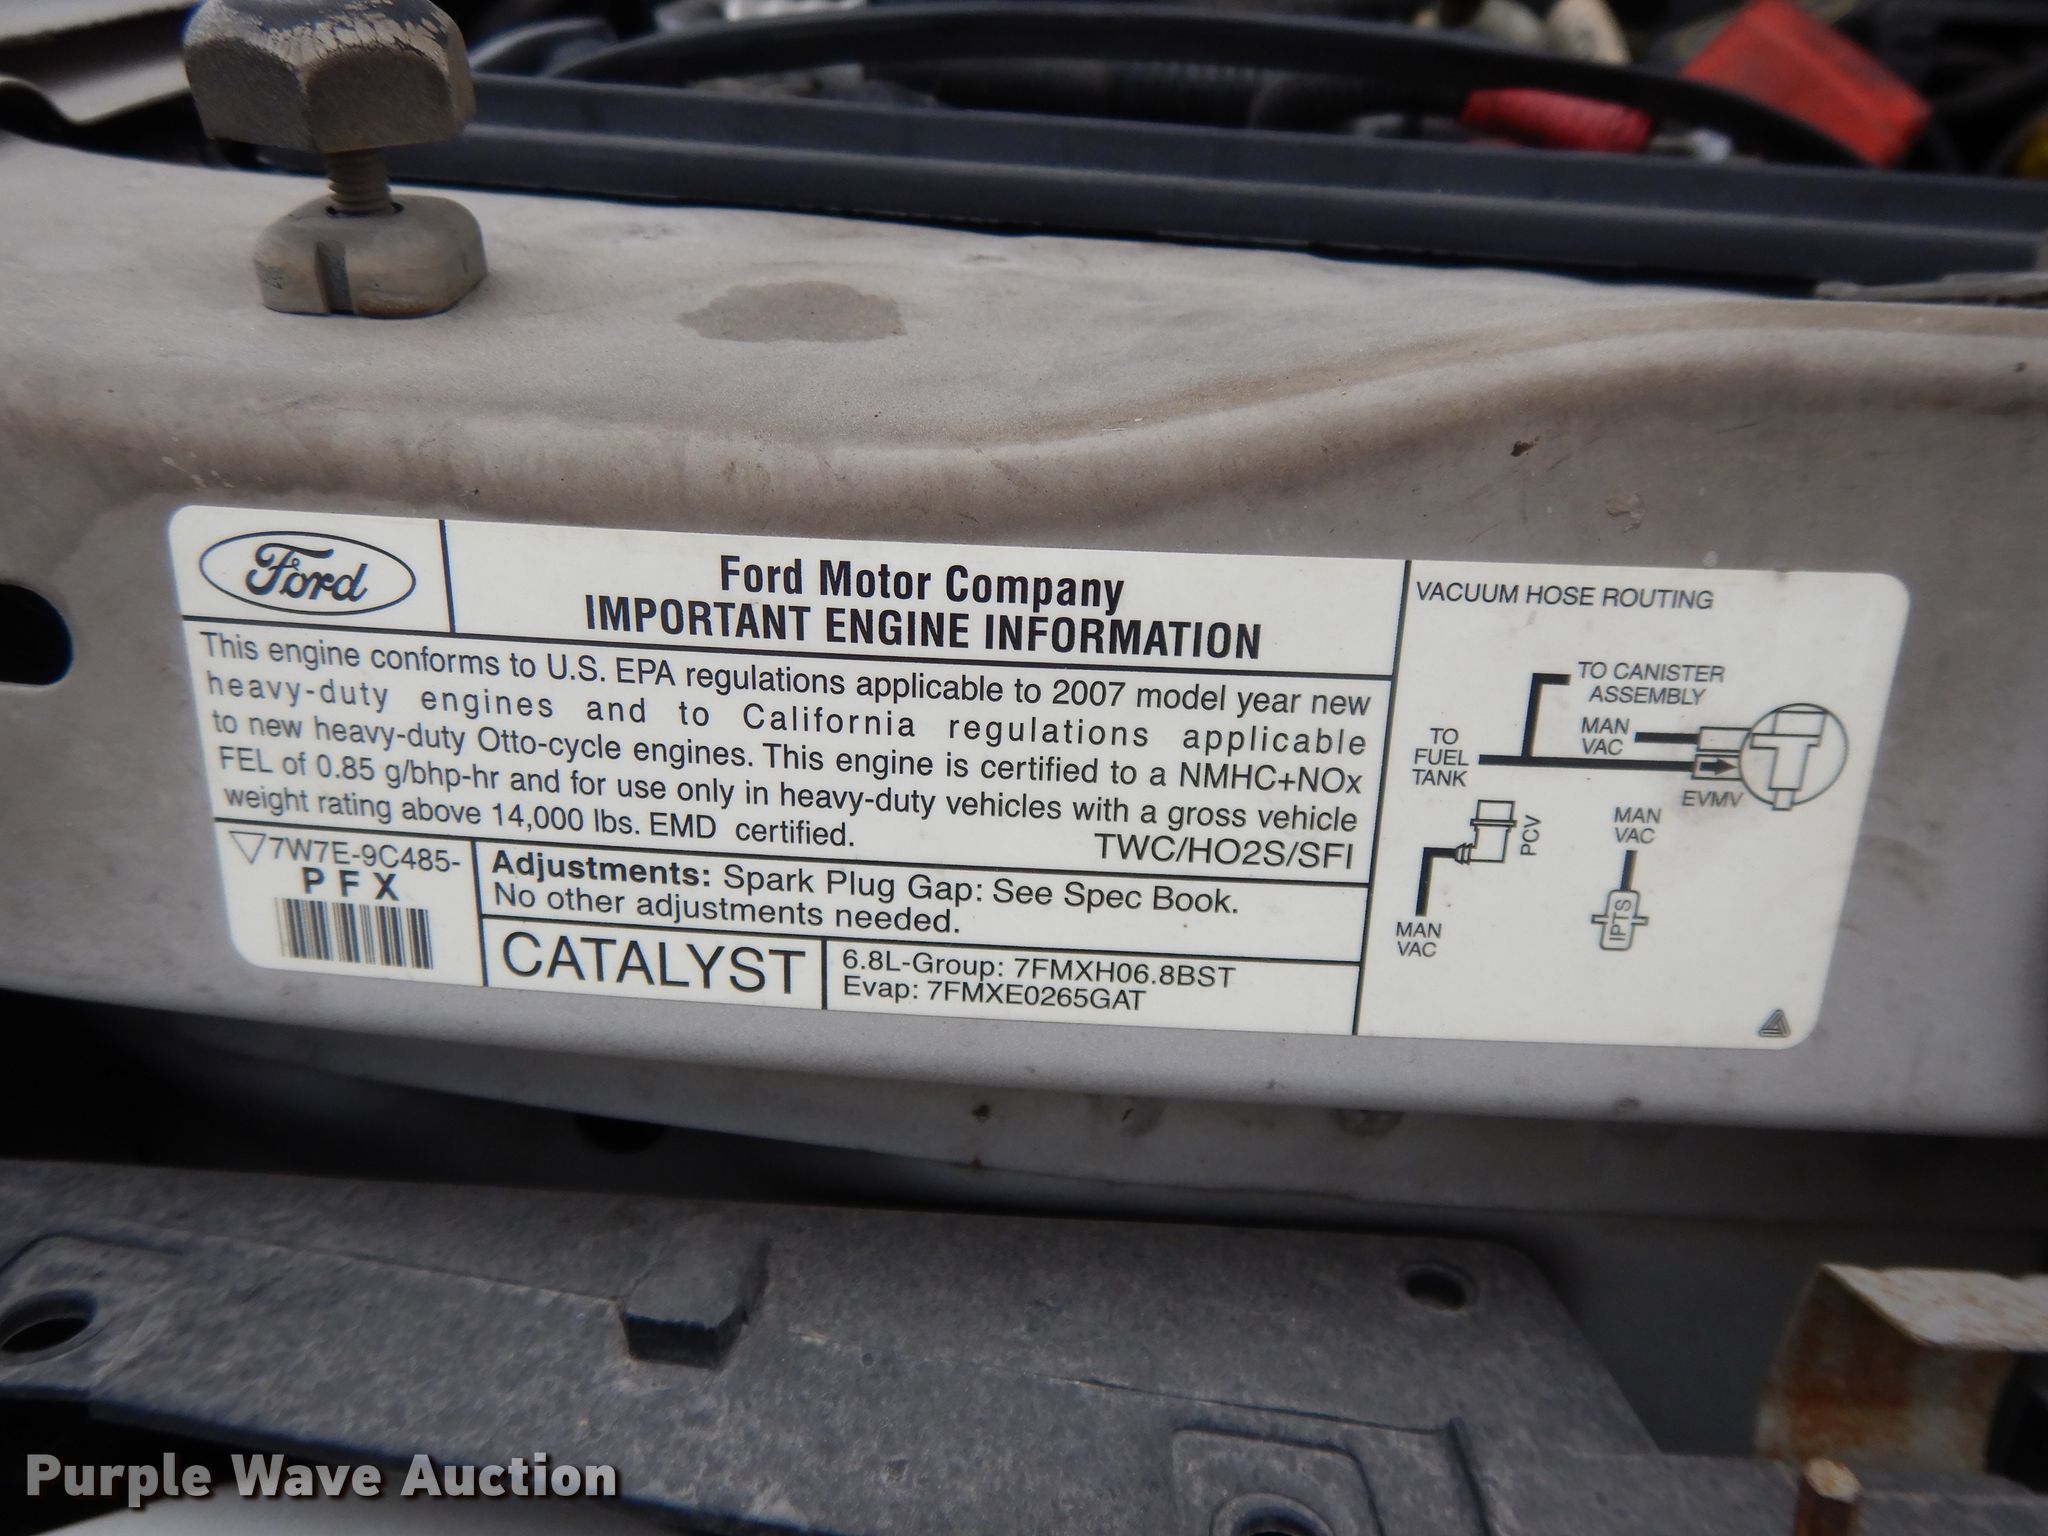 Ford
Ford Motor Company
IMPORTANT ENGINE INFORMATION
This engine conforms to U.S. EPA regulations applicable to 2007 model year new
heavy-duty engines and to California regulations applicable
to new heavy-duty Otto-cycle engines. This engine is certified to a NMHC+NOx
FEL of 0.85 g/bhp-hr and for use only in heavy-duty vehicles with a gross vehicle
weight rating above 14,000 lbs. EMD certified.
TWC/HO2S/SFI
7W7E-9C485-
PFX
Adjustments: Spark Plug Gap: See Spec Book.
No other adjustments needed.
CATALYST
6.8L-Group: 7FMXH06.8BST
Evap: 7FMXE0265GAT
VACUUM HOSE ROUTING
TO CANISTER
ASSEMBLY
MAN
VAC
TO
FUEL
TANK
EVMV
PCV
MAN
VAC
IPTS
MAN
VAC
Purple Wave Auction